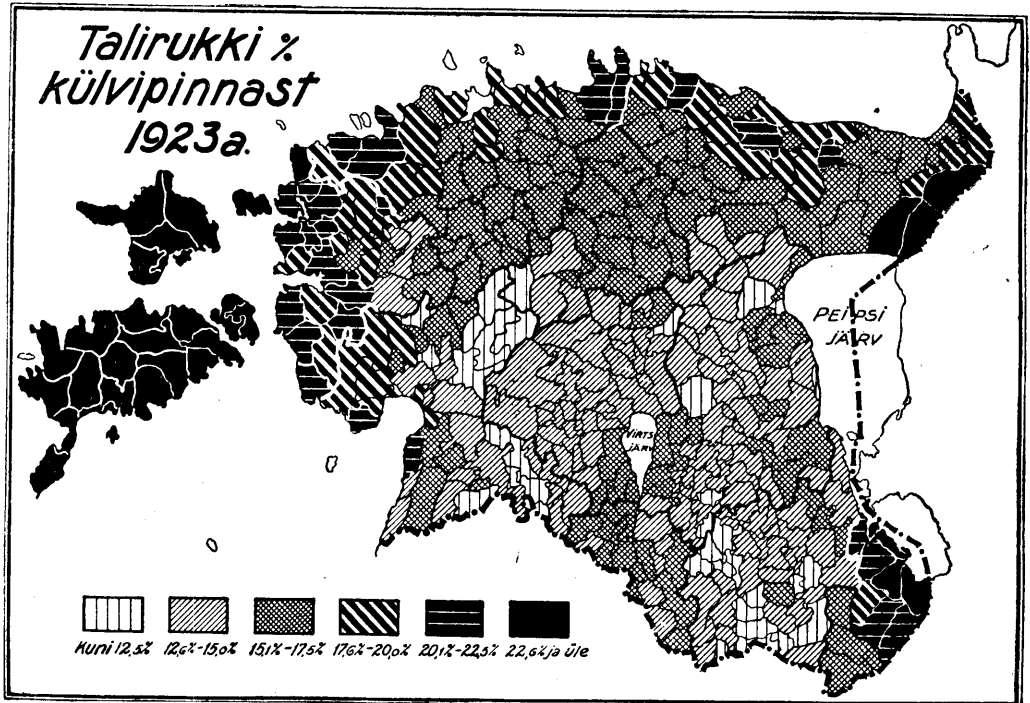 Talirukki %
külvipinnast
1923a.
PEIPSI
JÄRV
VIRTS
JÄRV
Kuni 12,5% 12,6%-15,0% 15,1%-17,5% 17,6%-20,0% 20,1%-22,5% 22,6% ja üle